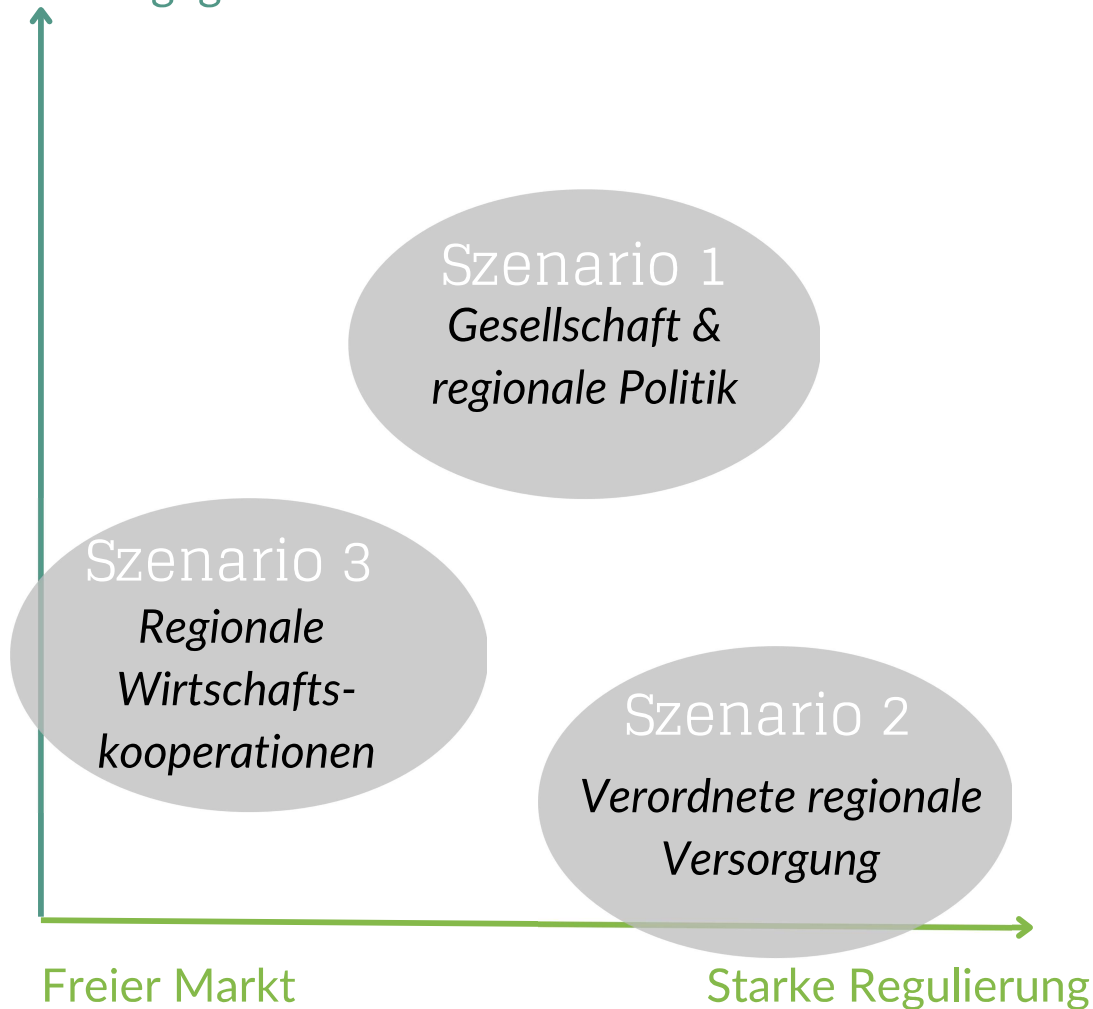 Szenario 1
Gesellschaft &
regionale Politik
Szenario 3
Regionale
Wirtschafts-
kooperationen
Szenario 2
Verordnete regionale
Versorgung
Freier Markt
Starke Regulierung